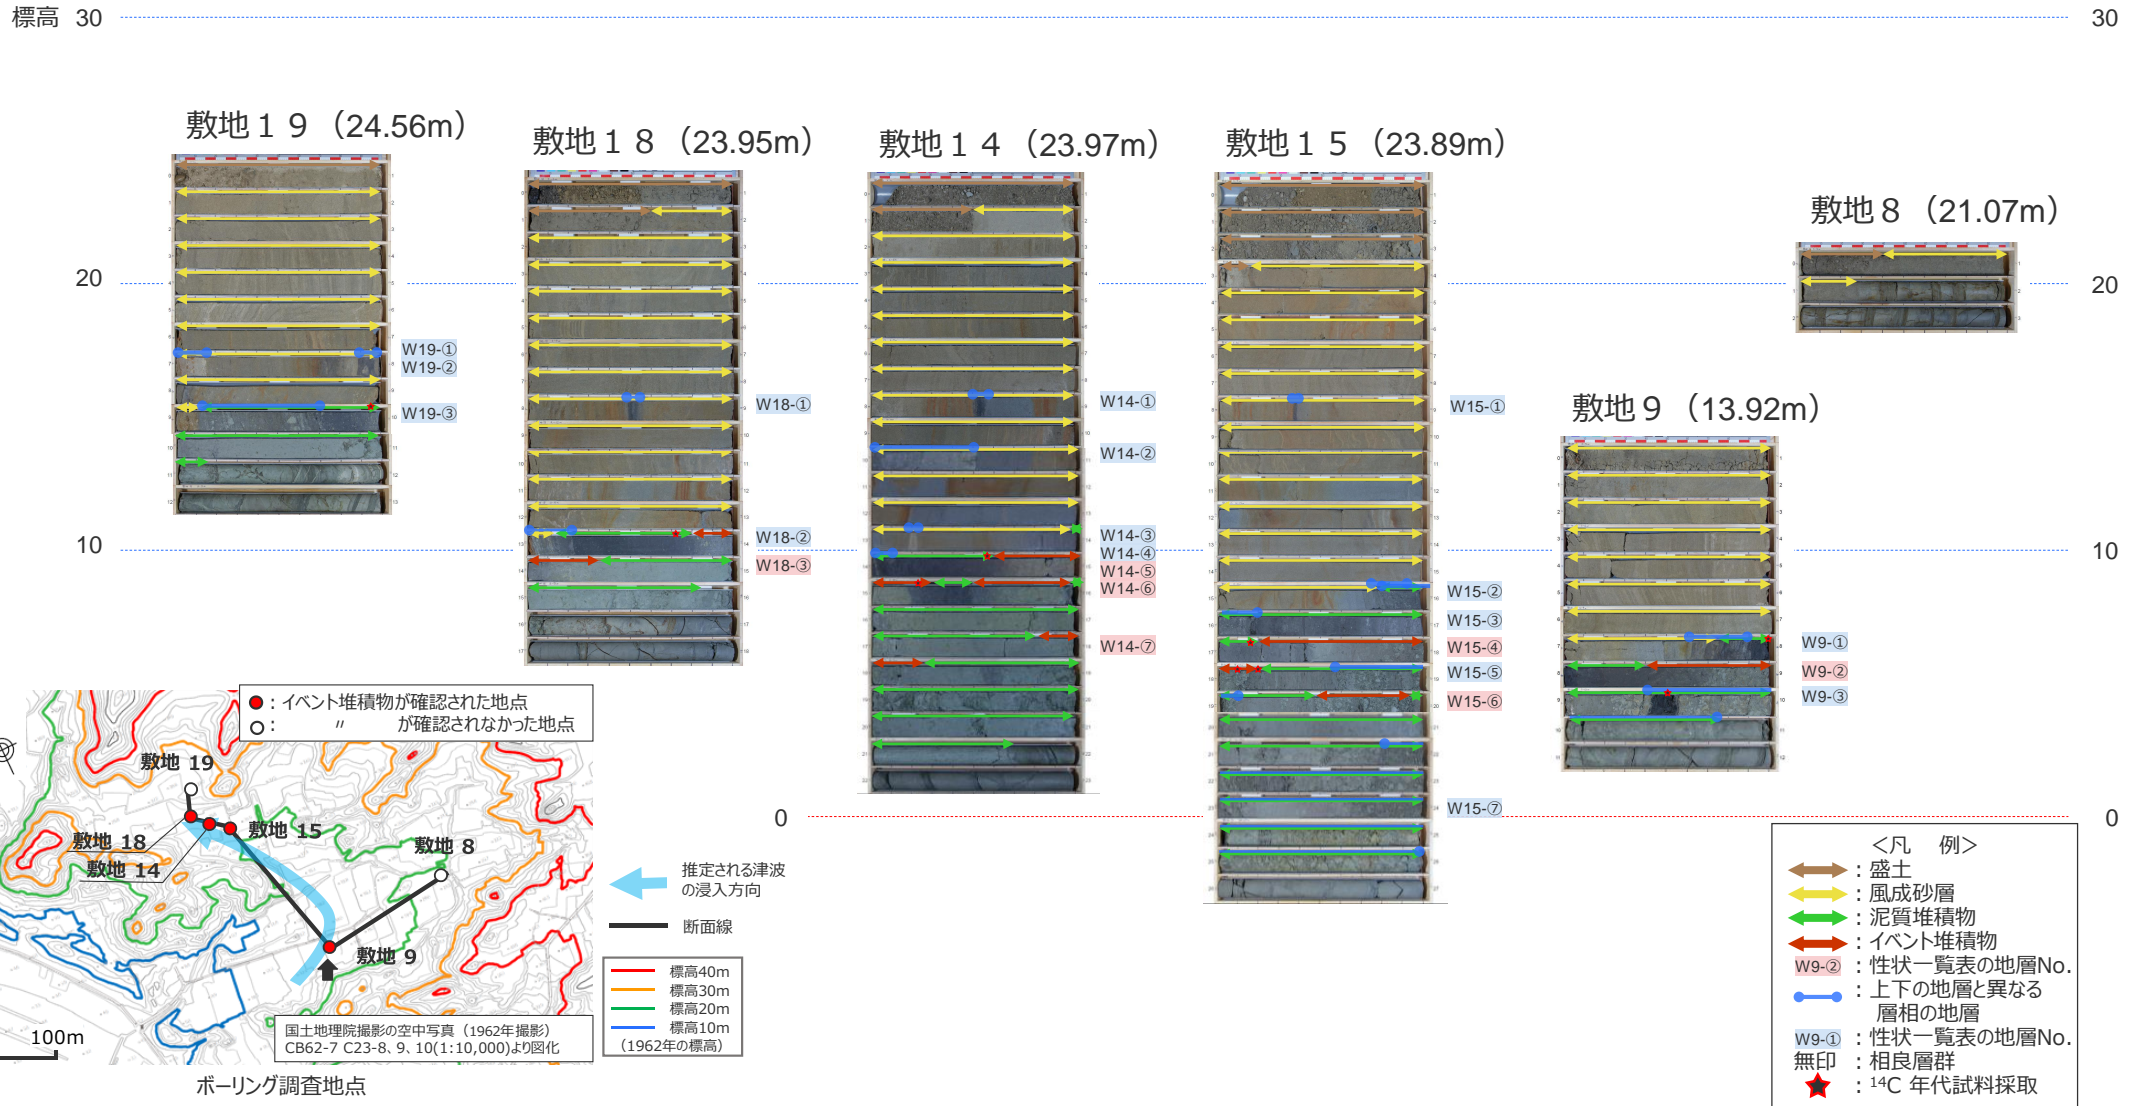 標高 30
30
敷地１９（24.56m）
敷地１８（23.95m）
敷地１４（23.97m）
敷地１５（23.89m）
敷地８（21.07m）
敷地９（13.92m）
20
20
10
10
0
0
W19-①
W19-②
W19-③
W18-①
W18-②
W18-③
W14-①
W14-②
W14-③
W14-④
W14-⑤
W14-⑥
W14-⑦
W15-①
W15-②
W15-③
W15-④
W15-⑤
W15-⑥
W15-⑦
W9-①
W9-②
W9-③
：イベント堆積物が確認された地点
： 〃 が確認されなかった地点
敷地 19
敷地 18
敷地 14
敷地 15
敷地 8
敷地 9
100m
国土地理院撮影の空中写真（1962年撮影）
CB62-7 C23-8、9、10(1:10,000)より図化
ボーリング調査地点
推定される津波
の浸入方向
断面線
標高40m
標高30m
標高20m
標高10m
（1962年の標高）
＜凡 例＞
：盛土
：風成砂層
：泥質堆積物
：イベント堆積物
W9-② ：性状一覧表の地層No.
：上下の地層と異なる
層相の地層
W9-① ：性状一覧表の地層No.
無印 ：相良層群
：14C 年代試料採取